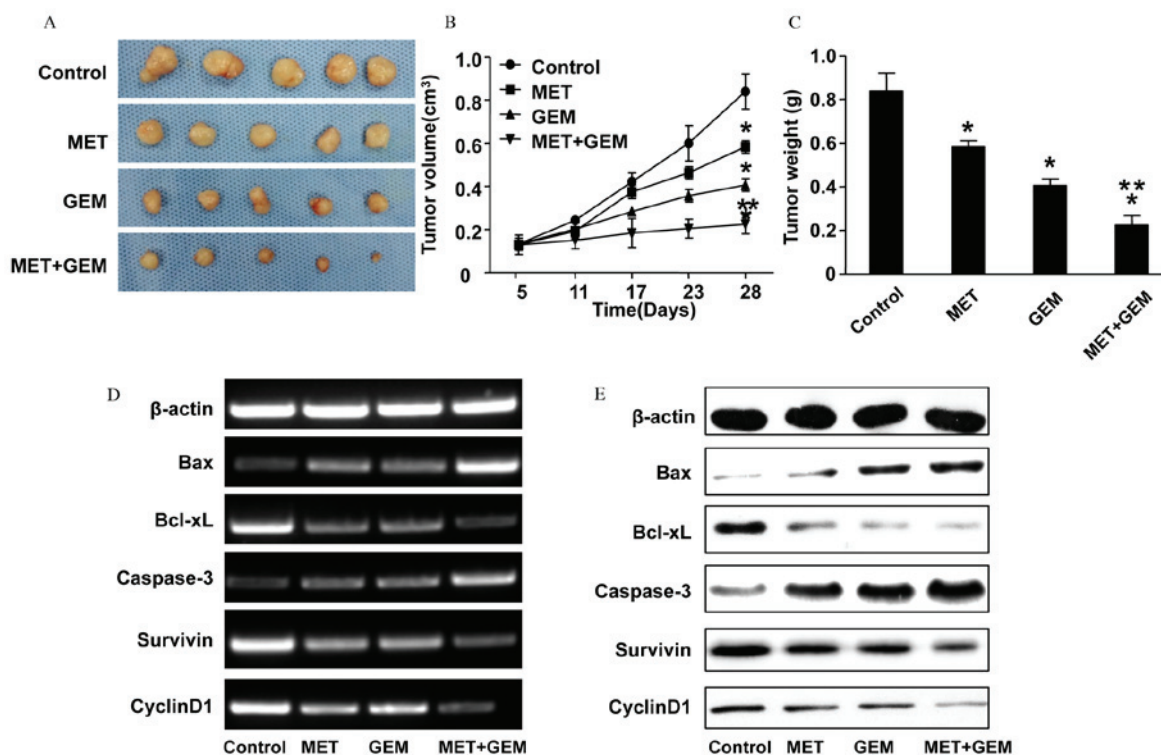 A
Control
MET
GEM
MET+GEM
B
Tumor volume(cm³)
1.0
0.8
0.6
0.4
0.2
0
Control
MET
GEM
MET+GEM
*
*
**
*
5 11 17 23 28
Time(Days)
C
Tumor weight (g)
1.0
0.8
0.6
0.4
0.2
0
*
*
**
*
Control
MET
GEM
MET+GEM
D
β-actin
Bax
Bcl-xL
Caspase-3
Survivin
CyclinD1
Control MET GEM MET+GEM
E
β-actin
Bax
Bcl-xL
Caspase-3
Survivin
CyclinD1
Control MET GEM MET+GEM